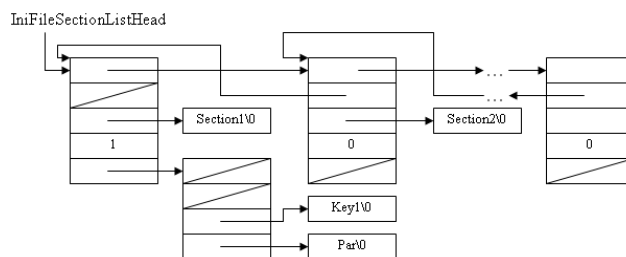 IniFileSectionListHead
...
...
Section1\0
Section2\0
1
0
0
Key1\0
Par\0